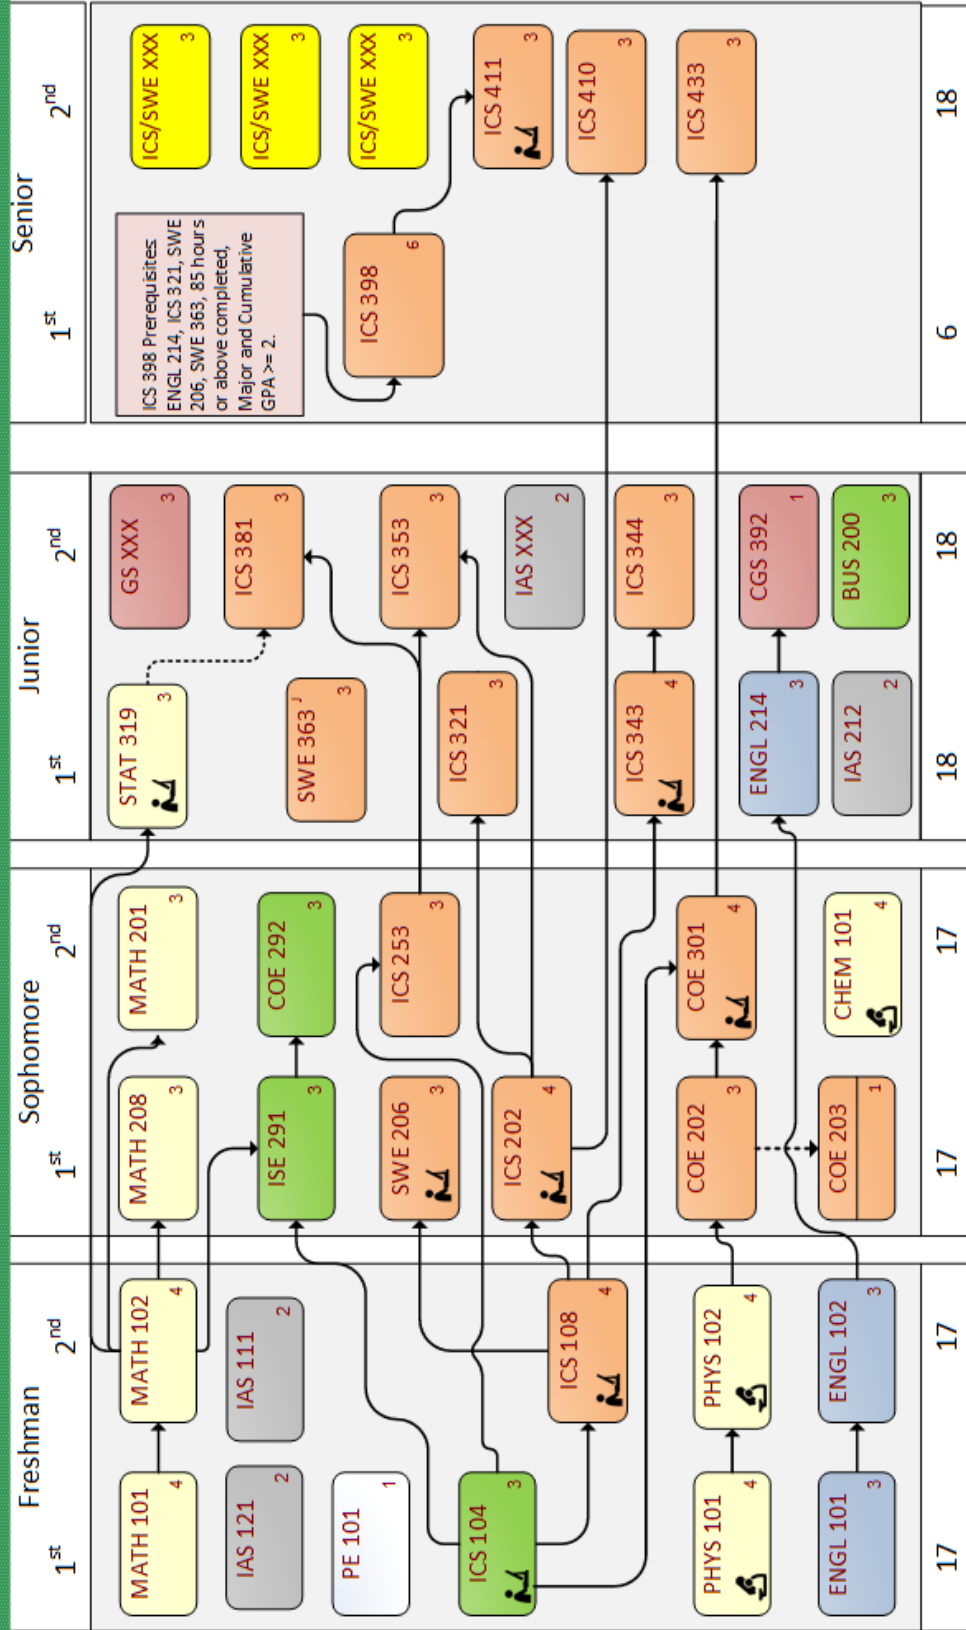 Freshman
Sophomore
Junior
Senior
1st
2nd
1st
2nd
1st
2nd
1st
2nd
MATH 101
4
IAS 121
2
PE 101
1
ICS 104
3
PHYS 101
4
ENGL 101
3
17
MATH 102
4
IAS 111
2
ICS 108
4
PHYS 102
4
ENGL 102
3
17
MATH 208
3
ISE 291
3
SWE 206
3
ICS 202
4
COE 202
3
COE 203
1
17
MATH 201
3
COE 292
3
ICS 253
3
COE 301
4
CHEM 101
4
17
STAT 319
3
SWE 363 J
3
ICS 321
3
ICS 343
4
ENGL 214
3
IAS 212
2
18
GS XXX
3
ICS 381
3
ICS 353
3
IAS XXX
2
ICS 344
3
CGS 392
1
BUS 200
3
18
ICS 398 Prerequisites:
ENGL 214, ICS 321, SWE
206, SWE 363, 85 hours
or above completed,
Major and Cumulative
GPA >= 2.
ICS 398
6
6
ICS/SWE XXX
3
ICS/SWE XXX
3
ICS/SWE XXX
3
ICS 411
3
ICS 410
3
ICS 433
3
18